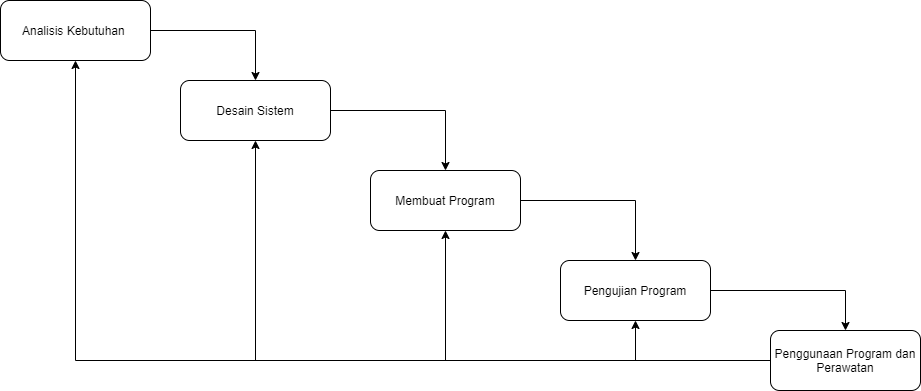 Analisis Kebutuhan
Desain Sistem
Membuat Program
Pengujian Program
Penggunaan Program dan
Perawatan